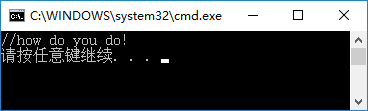 C:\WINDOWS\system32\cmd.exe
//how do you do!
请按任意键继续. . .